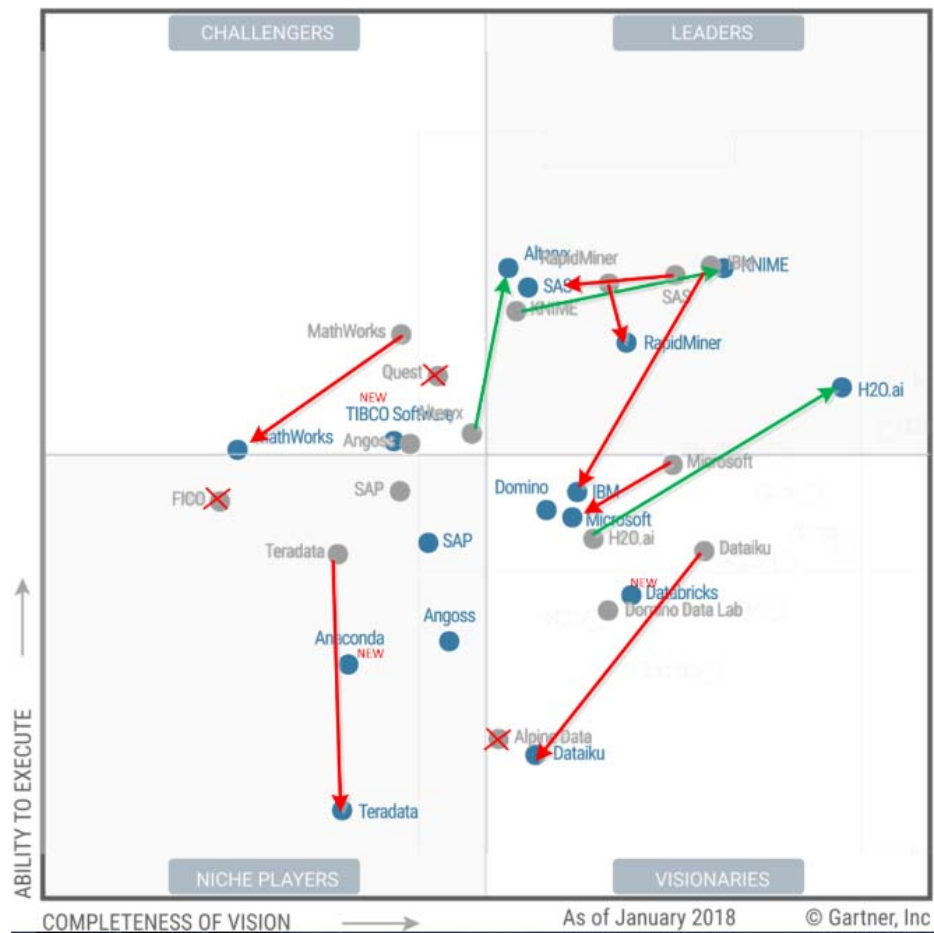 CHALLENGERS
LEADERS
Alteryx
RapidMiner
IBM
KNIME
SAS
SAS
KNIME
MathWorks
RapidMiner
Quest
H2O.ai
NEW
TIBCO Software
Alteryx
MathWorks
Angoss
Microsoft
SAP
FICO
Domino
IBM
Microsoft
SAP
H2O.ai
Teradata
Dataiku
NEW
Databricks
Domino Data Lab
Angoss
Anaconda
NEW
Alpine Data
Dataiku
Teradata
NICHE PLAYERS
VISIONARIES
ABILITY TO EXECUTE
COMPLETENESS OF VISION
As of January 2018
© Gartner, Inc